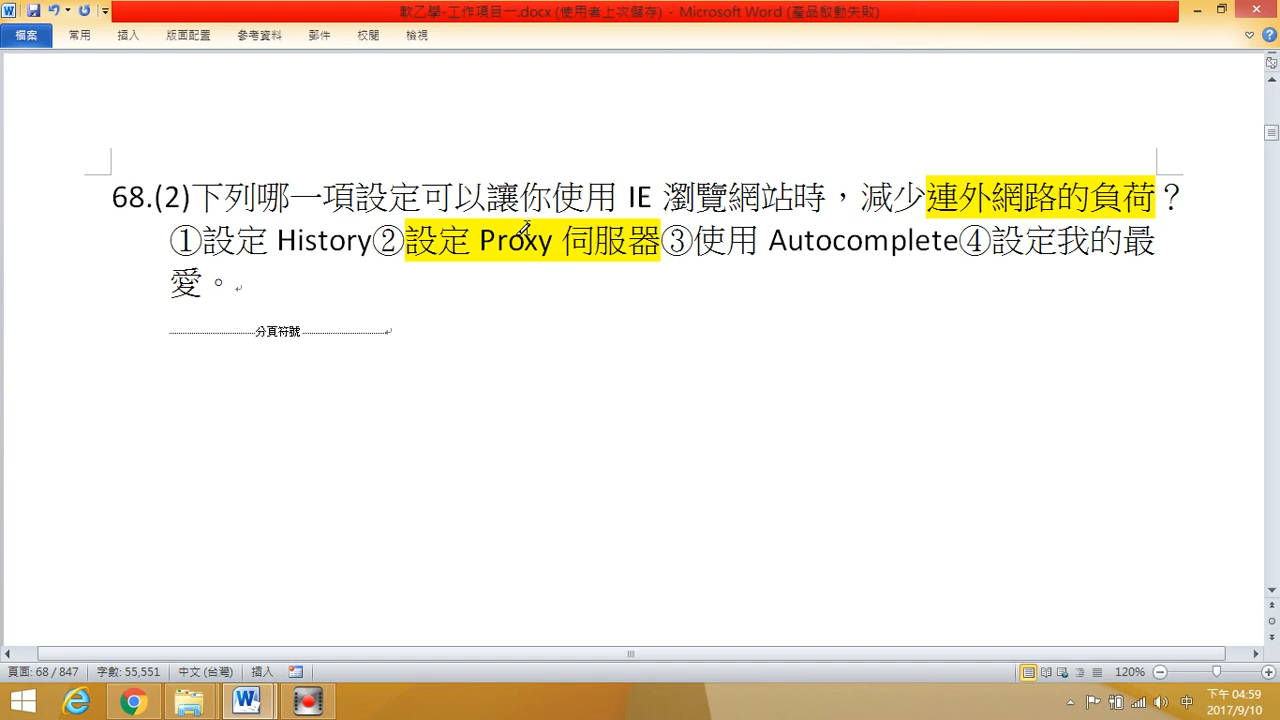 軟乙學-工作項目一.docx (使用者上次儲存) - Microsoft Word (產品啟動失敗)
檔案 常用 插入 版面配置 參考資料 郵件 校閱 檢視
68.(2)下列哪一項設定可以讓你使用 IE 瀏覽網站時，減少連外網路的負荷？
①設定 History②設定 Proxy 伺服器③使用 Autocomplete④設定我的最
愛。
分頁符號
頁面: 68 / 847 字數: 55,551 中文 (台灣) 插入 120%
中 下午 04:59
2017/9/10